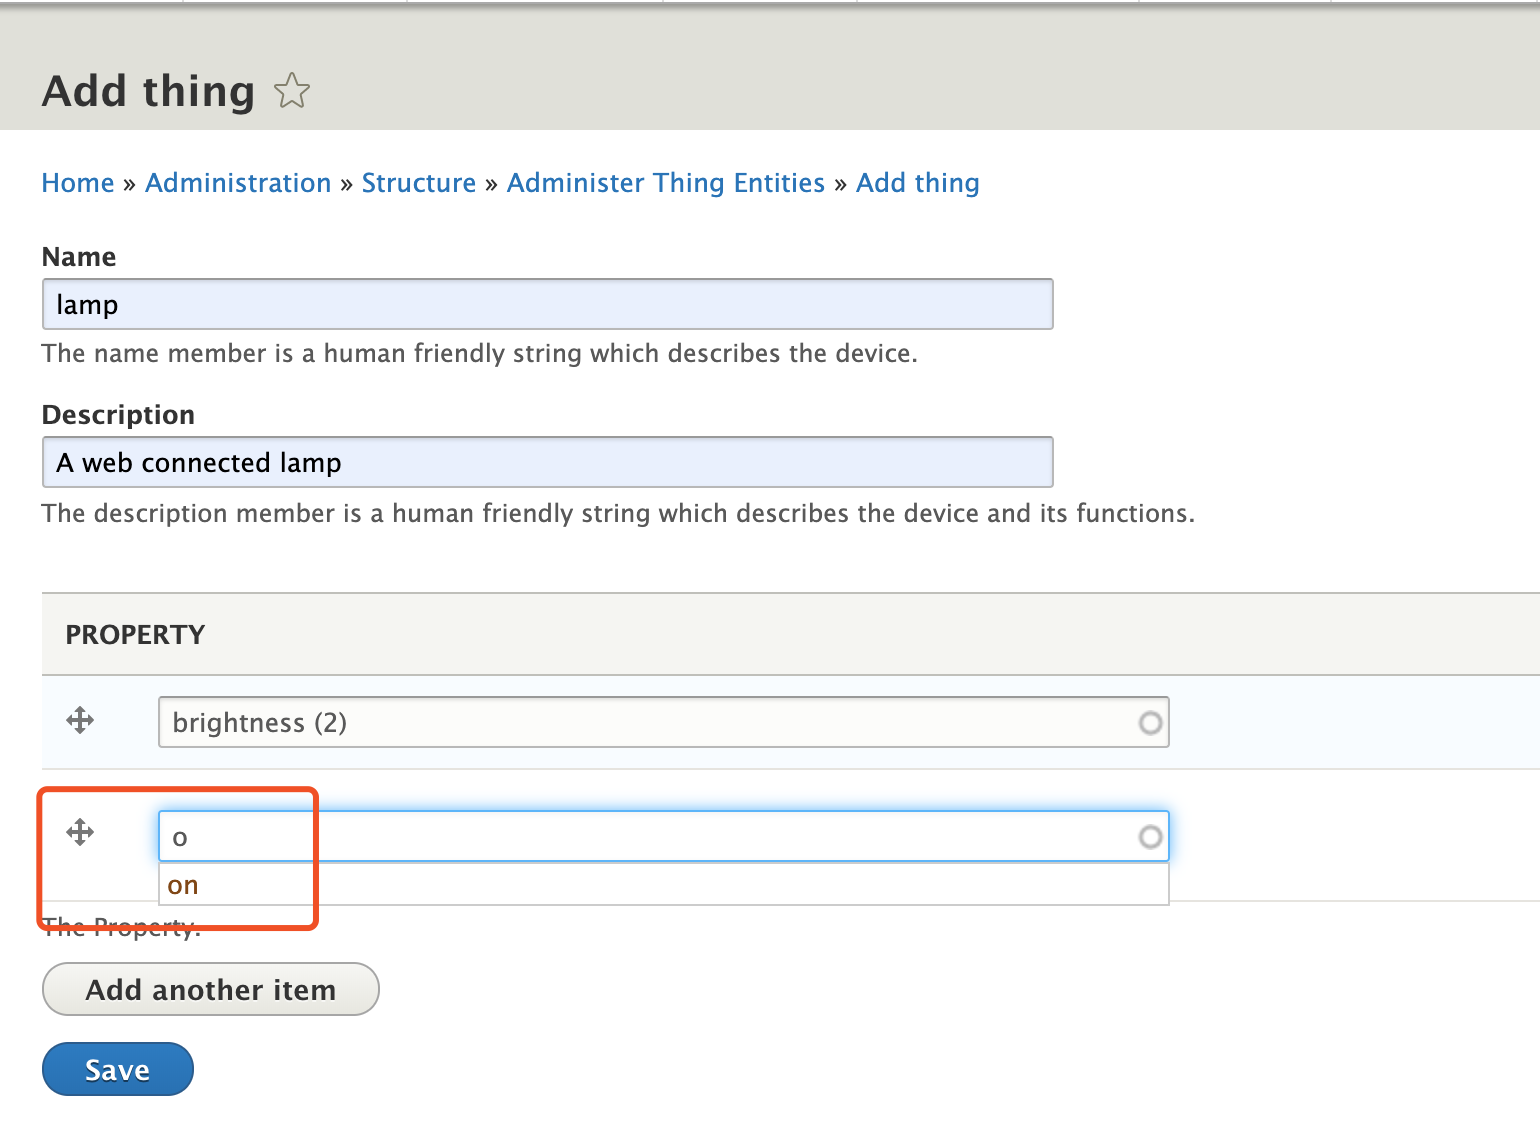 Add thing
Home » Administration » Structure » Administer Thing Entities » Add thing
Name
lamp
The name member is a human friendly string which describes the device.
Description
A web connected lamp
The description member is a human friendly string which describes the device and its functions.
PROPERTY
brightness (2)
o
on
The Property.
Add another item
Save